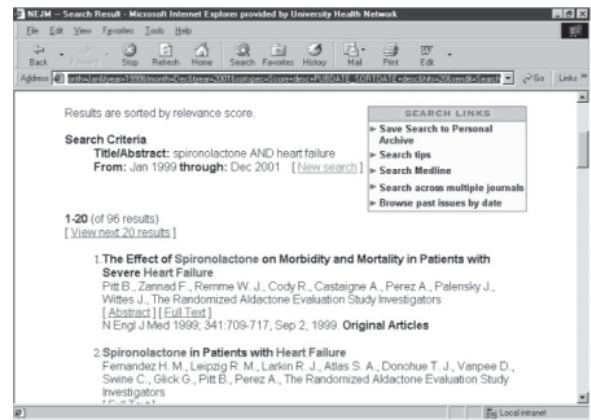 NEJM -- Search Result - Microsoft Internet Explorer provided by University Health Network
File Edit View Favorites Tools Help
Back Forward Stop Refresh Home Search Favorites History Mail Print Edit
Address Go Links »
Results are sorted by relevance score.
SEARCH LINKS
Save Search to Personal
Archive
Search tips
Search Medline
Search across multiple journals
Browse past issues by date
Search Criteria
Title/Abstract: spironolactone AND heart failure
From: Jan 1999 through: Dec 2001 [ New search ]
1-20 (of 96 results)
[ View next 20 results ]
1. The Effect of Spironolactone on Morbidity and Mortality in Patients with
Severe Heart Failure
Pitt B., Zannad F., Remme W. J., Cody R., Castaigne A., Perez A., Palensky J.,
Wittes J., The Randomized Aldactone Evaluation Study Investigators
[ Abstract ] [ Full Text ]
N Engl J Med 1999; 341:709-717, Sep 2, 1999. Original Articles
2. Spironolactone in Patients with Heart Failure
Fernandez H. M., Leipzig R. M., Larkin R. J., Atlas S. A., Donohue T. J., Vanpee D.,
Swine C., Glick G., Pitt B., Perez A., The Randomized Aldactone Evaluation Study
Investigators
[ Full Text ]
Local intranet